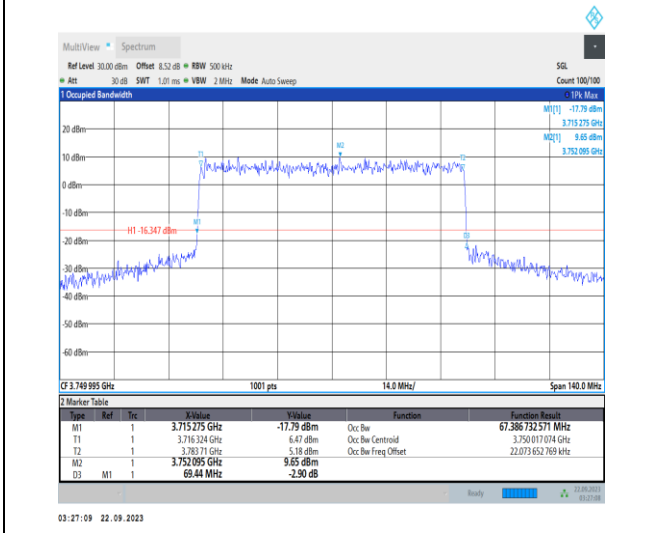 MultiView Spectrum
Ref Level 30.00 dBm Offset 8.52 dB RBW 500 kHz SGL
Att 30 dB SWT 1.01 ms VBW 2 MHz Mode Auto Sweep Count 100/100
1 Occupied Bandwidth 1Pk Max
M1[1] -17.79 dBm
3.715 275 GHz
M2[1] 9.65 dBm
3.752 095 GHz
20 dBm
M2
T1
T2
10 dBm
0 dBm
-10 dBm
M1
H1 -16.347 dBm
D3
-20 dBm
-30 dBm
-40 dBm
-50 dBm
-60 dBm
CF 3.749 995 GHz 1001 pts 14.0 MHz/ Span 140.0 MHz
2 Marker Table
Type Ref Trc X-Value Y-Value Function Function Result
M1 1 3.715 275 GHz -17.79 dBm Occ Bw 67.386 732 571 MHz
T1 1 3.716 324 GHz 6.47 dBm Occ Bw Centroid 3.750 017 074 GHz
T2 1 3.783 71 GHz 5.18 dBm Occ Bw Freq Offset 22.073 652 769 kHz
M2 1 3.752 095 GHz 9.65 dBm
D3 M1 1 69.44 MHz -2.90 dB
Ready 22.09.2023
03:27:08
03:27:09 22.09.2023